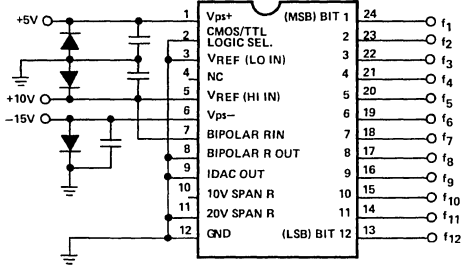 +5V 1 Vps+ (MSB) BIT 1 24 f1
2 CMOS/TTL LOGIC SEL. 2 23 f2
3 VREF (LO IN) 3 22 f3
4 NC 4 21 f4
+10V 5 VREF (HI IN) 5 20 f5
-15V 6 Vps- 6 19 f6
7 BIPOLAR RIN 7 18 f7
8 BIPOLAR R OUT 8 17 f8
9 IDAC OUT 9 16 f9
10 10V SPAN R 10 15 f10
11 20V SPAN R 11 14 f11
12 GND (LSB) BIT 12 13 f12